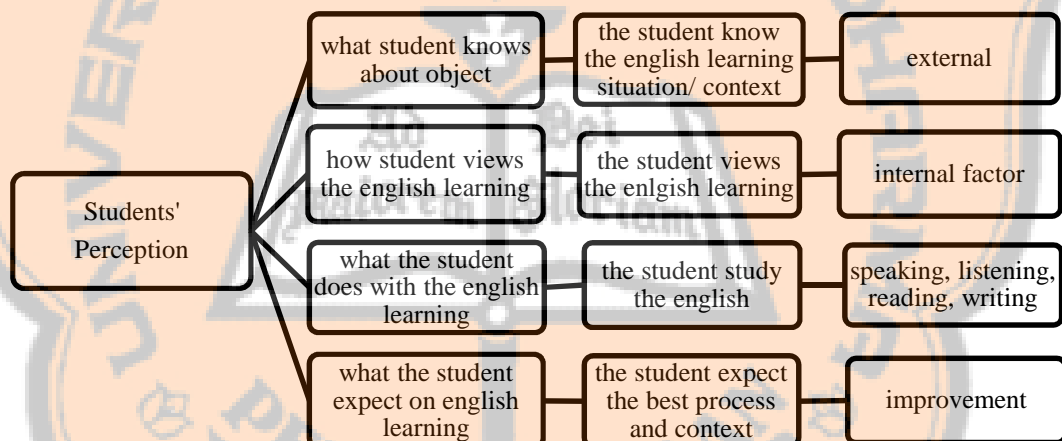 what student knows
about object
the student know
the english learning
situation/ context
external
how student views
the english learning
the student views
the enlgish learning
internal factor
Students'
Perception
what the student
does with the english
learning
the student study
the english
speaking, listening,
reading, writing
what the student
expect on english
learning
the student expect
the best process
and context
improvement
Ad Dei
Gloriam